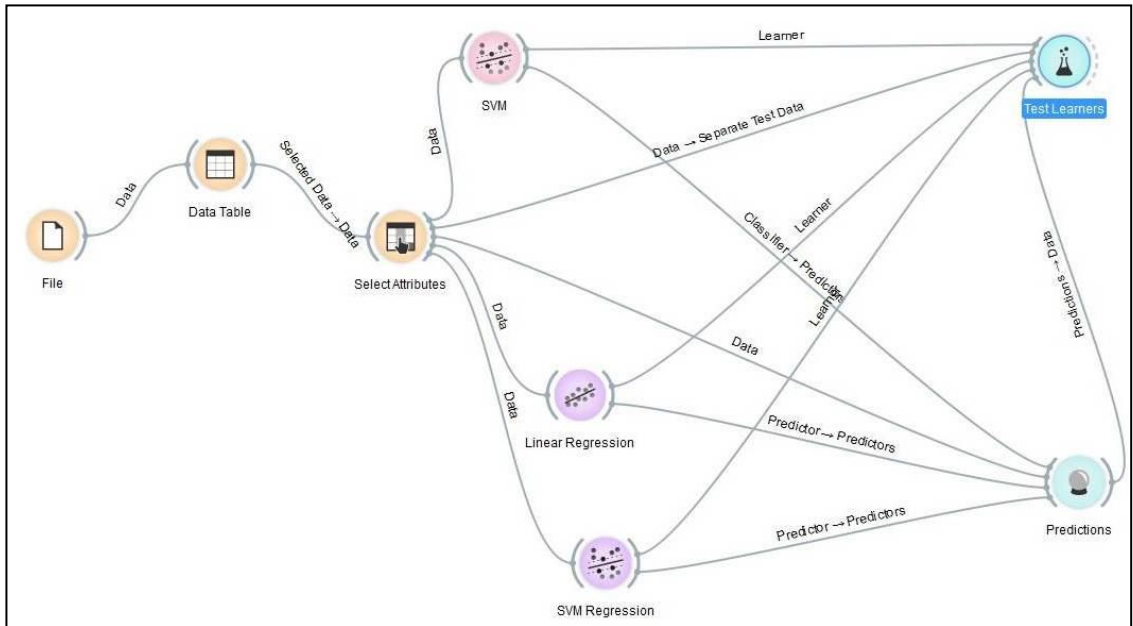 Learner
Test Learners
SVM
Data
Data → Separate Test Data
Data
Data Table
Selected Data → Data
File
Select Attributes
Learner
Classifier → Predictors
Learner
Predictions → Data
Data
Data
Data
Linear Regression
Predictor → Predictors
Predictor → Predictors
Predictions
SVM Regression